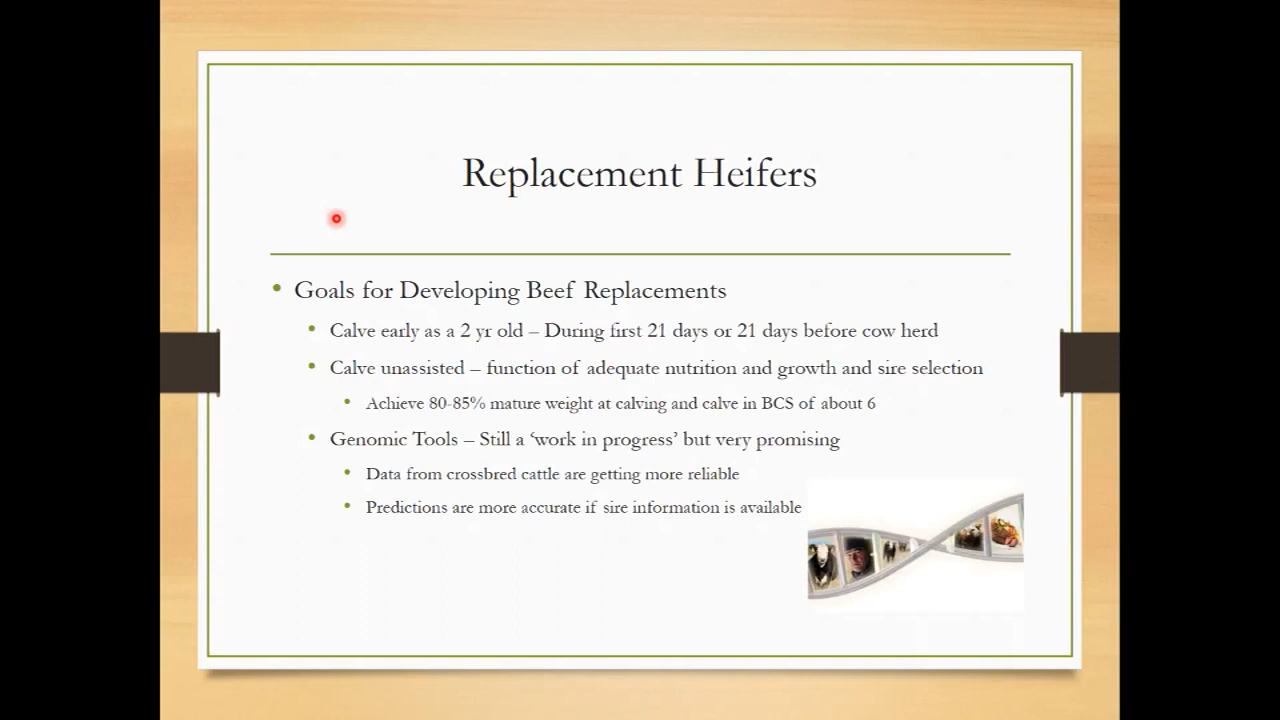 Replacement Heifers
• Goals for Developing Beef Replacements
• Calve early as a 2 yr old – During first 21 days or 21 days before cow herd
• Calve unassisted – function of adequate nutrition and growth and sire selection
• Achieve 80-85% mature weight at calving and calve in BCS of about 6
• Genomic Tools – Still a ‘work in progress’ but very promising
• Data from crossbred cattle are getting more reliable
• Predictions are more accurate if sire information is available